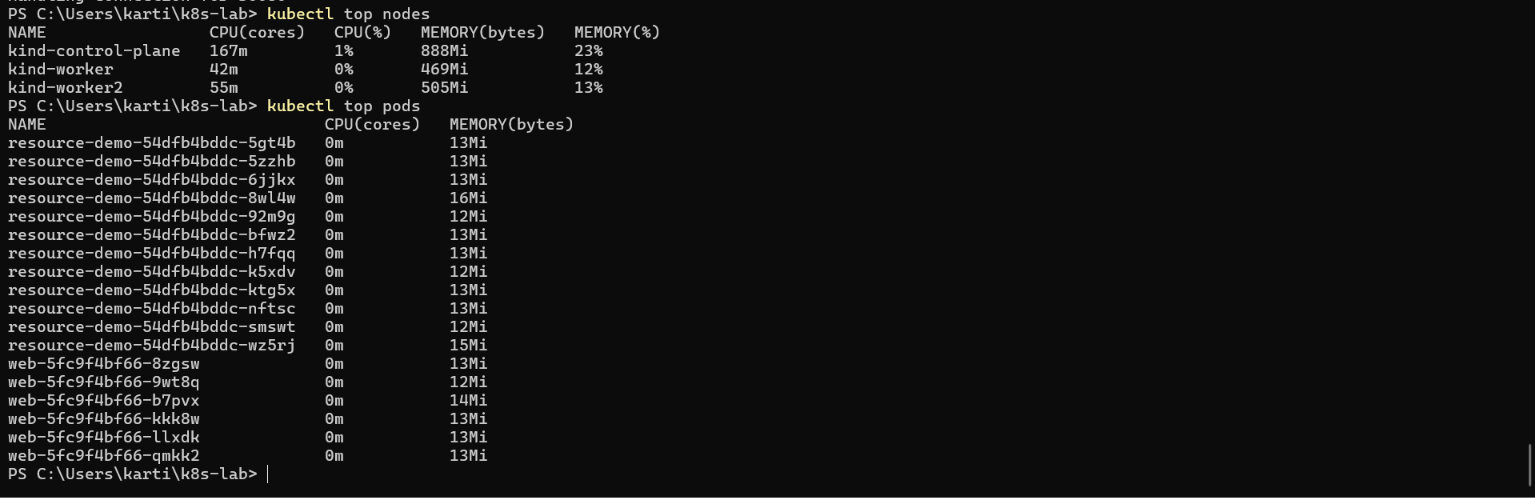 PS C:\Users\karti\k8s-lab> kubectl top nodes
NAME                 CPU(cores)   CPU(%)   MEMORY(bytes)   MEMORY(%)
kind-control-plane   167m         1%       888Mi           23%
kind-worker          42m          0%       469Mi           12%
kind-worker2         55m          0%       505Mi           13%
PS C:\Users\karti\k8s-lab> kubectl top pods
NAME                             CPU(cores)   MEMORY(bytes)
resource-demo-54dfb4bddc-5gt4b   0m           13Mi
resource-demo-54dfb4bddc-5zzhb   0m           13Mi
resource-demo-54dfb4bddc-6jjkx   0m           13Mi
resource-demo-54dfb4bddc-8wl4w   0m           16Mi
resource-demo-54dfb4bddc-92m9g   0m           12Mi
resource-demo-54dfb4bddc-bfwz2   0m           13Mi
resource-demo-54dfb4bddc-h7fqq   0m           13Mi
resource-demo-54dfb4bddc-k5xdv   0m           12Mi
resource-demo-54dfb4bddc-ktg5x   0m           13Mi
resource-demo-54dfb4bddc-nftsc   0m           13Mi
resource-demo-54dfb4bddc-smswt   0m           12Mi
resource-demo-54dfb4bddc-wz5rj   0m           15Mi
web-5fc9f4bf66-8zgsw             0m           13Mi
web-5fc9f4bf66-9wt8q             0m           12Mi
web-5fc9f4bf66-b7pvx             0m           14Mi
web-5fc9f4bf66-kkk8w             0m           13Mi
web-5fc9f4bf66-llxdk             0m           13Mi
web-5fc9f4bf66-qmkk2             0m           13Mi
PS C:\Users\karti\k8s-lab>